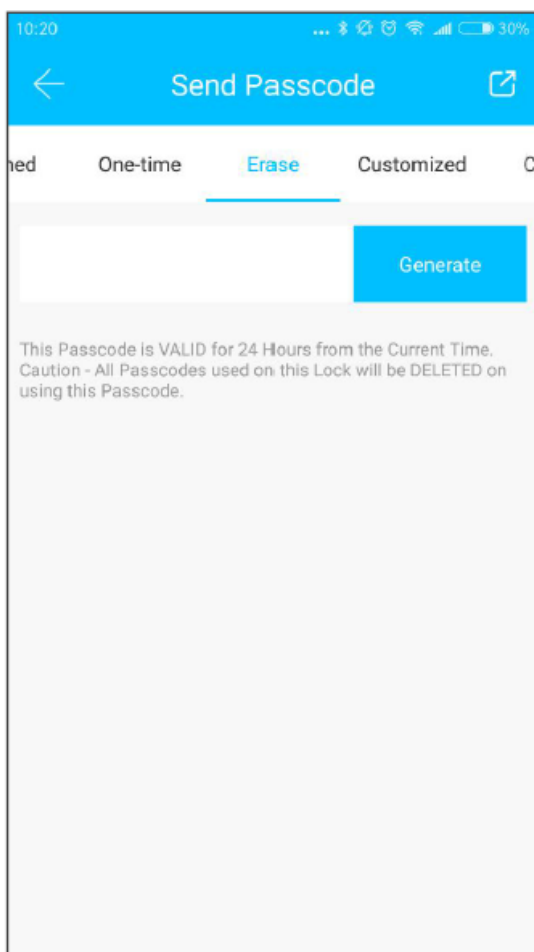 10:20 ... 30%
Send Passcode
ned One-time Erase Customized C
Generate
This Passcode is VALID for 24 Hours from the Current Time.
Caution - All Passcodes used on this Lock will be DELETED on
using this Passcode.